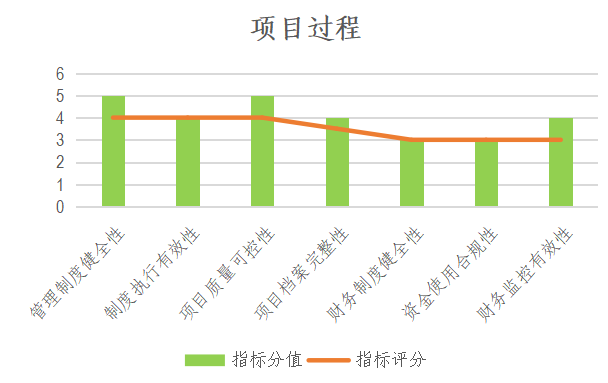 项目过程
6
5
4
3
2
1
0
管理制度健全性
制度执行有效性
项目质量可控性
项目档案完整性
财务制度健全性
资金使用合规性
财务监控有效性
指标分值 指标评分